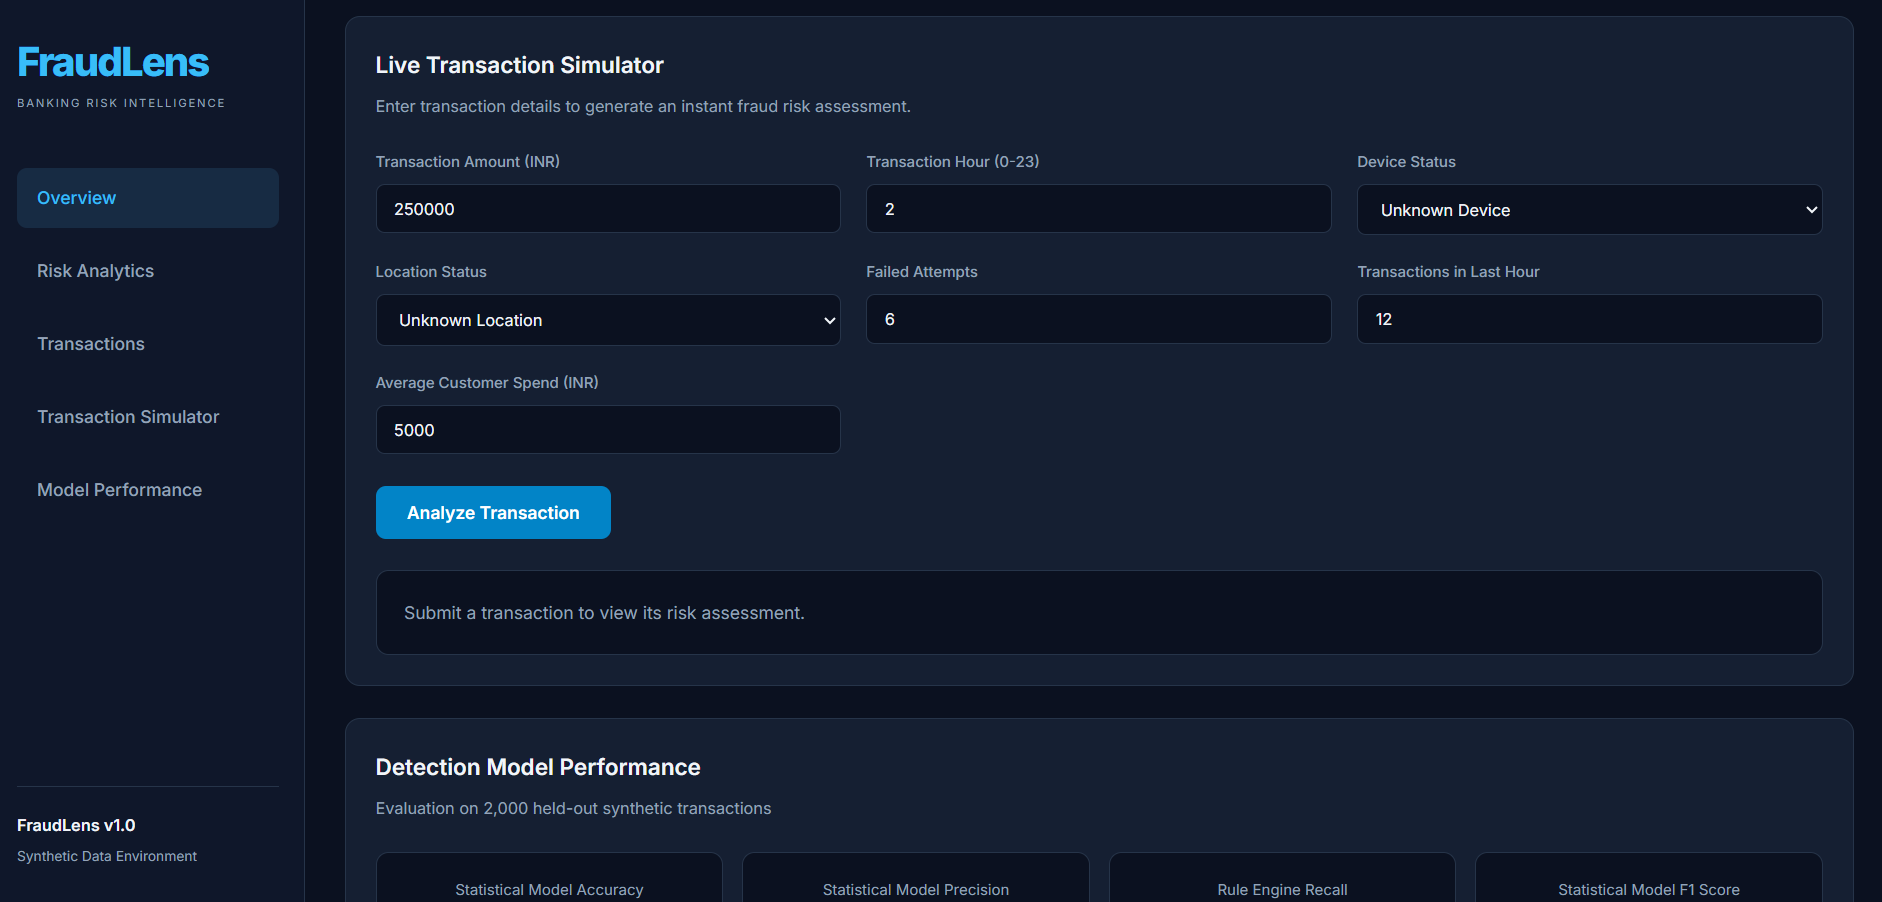 FraudLens
BANKING RISK INTELLIGENCE
Overview
Risk Analytics
Transactions
Transaction Simulator
Model Performance
FraudLens v1.0
Synthetic Data Environment
Live Transaction Simulator
Enter transaction details to generate an instant fraud risk assessment.
Transaction Amount (INR)
250000
Transaction Hour (0-23)
2
Device Status
Unknown Device
Location Status
Unknown Location
Failed Attempts
6
Transactions in Last Hour
12
Average Customer Spend (INR)
5000
Analyze Transaction
Submit a transaction to view its risk assessment.
Detection Model Performance
Evaluation on 2,000 held-out synthetic transactions
Statistical Model Accuracy
Statistical Model Precision
Rule Engine Recall
Statistical Model F1 Score